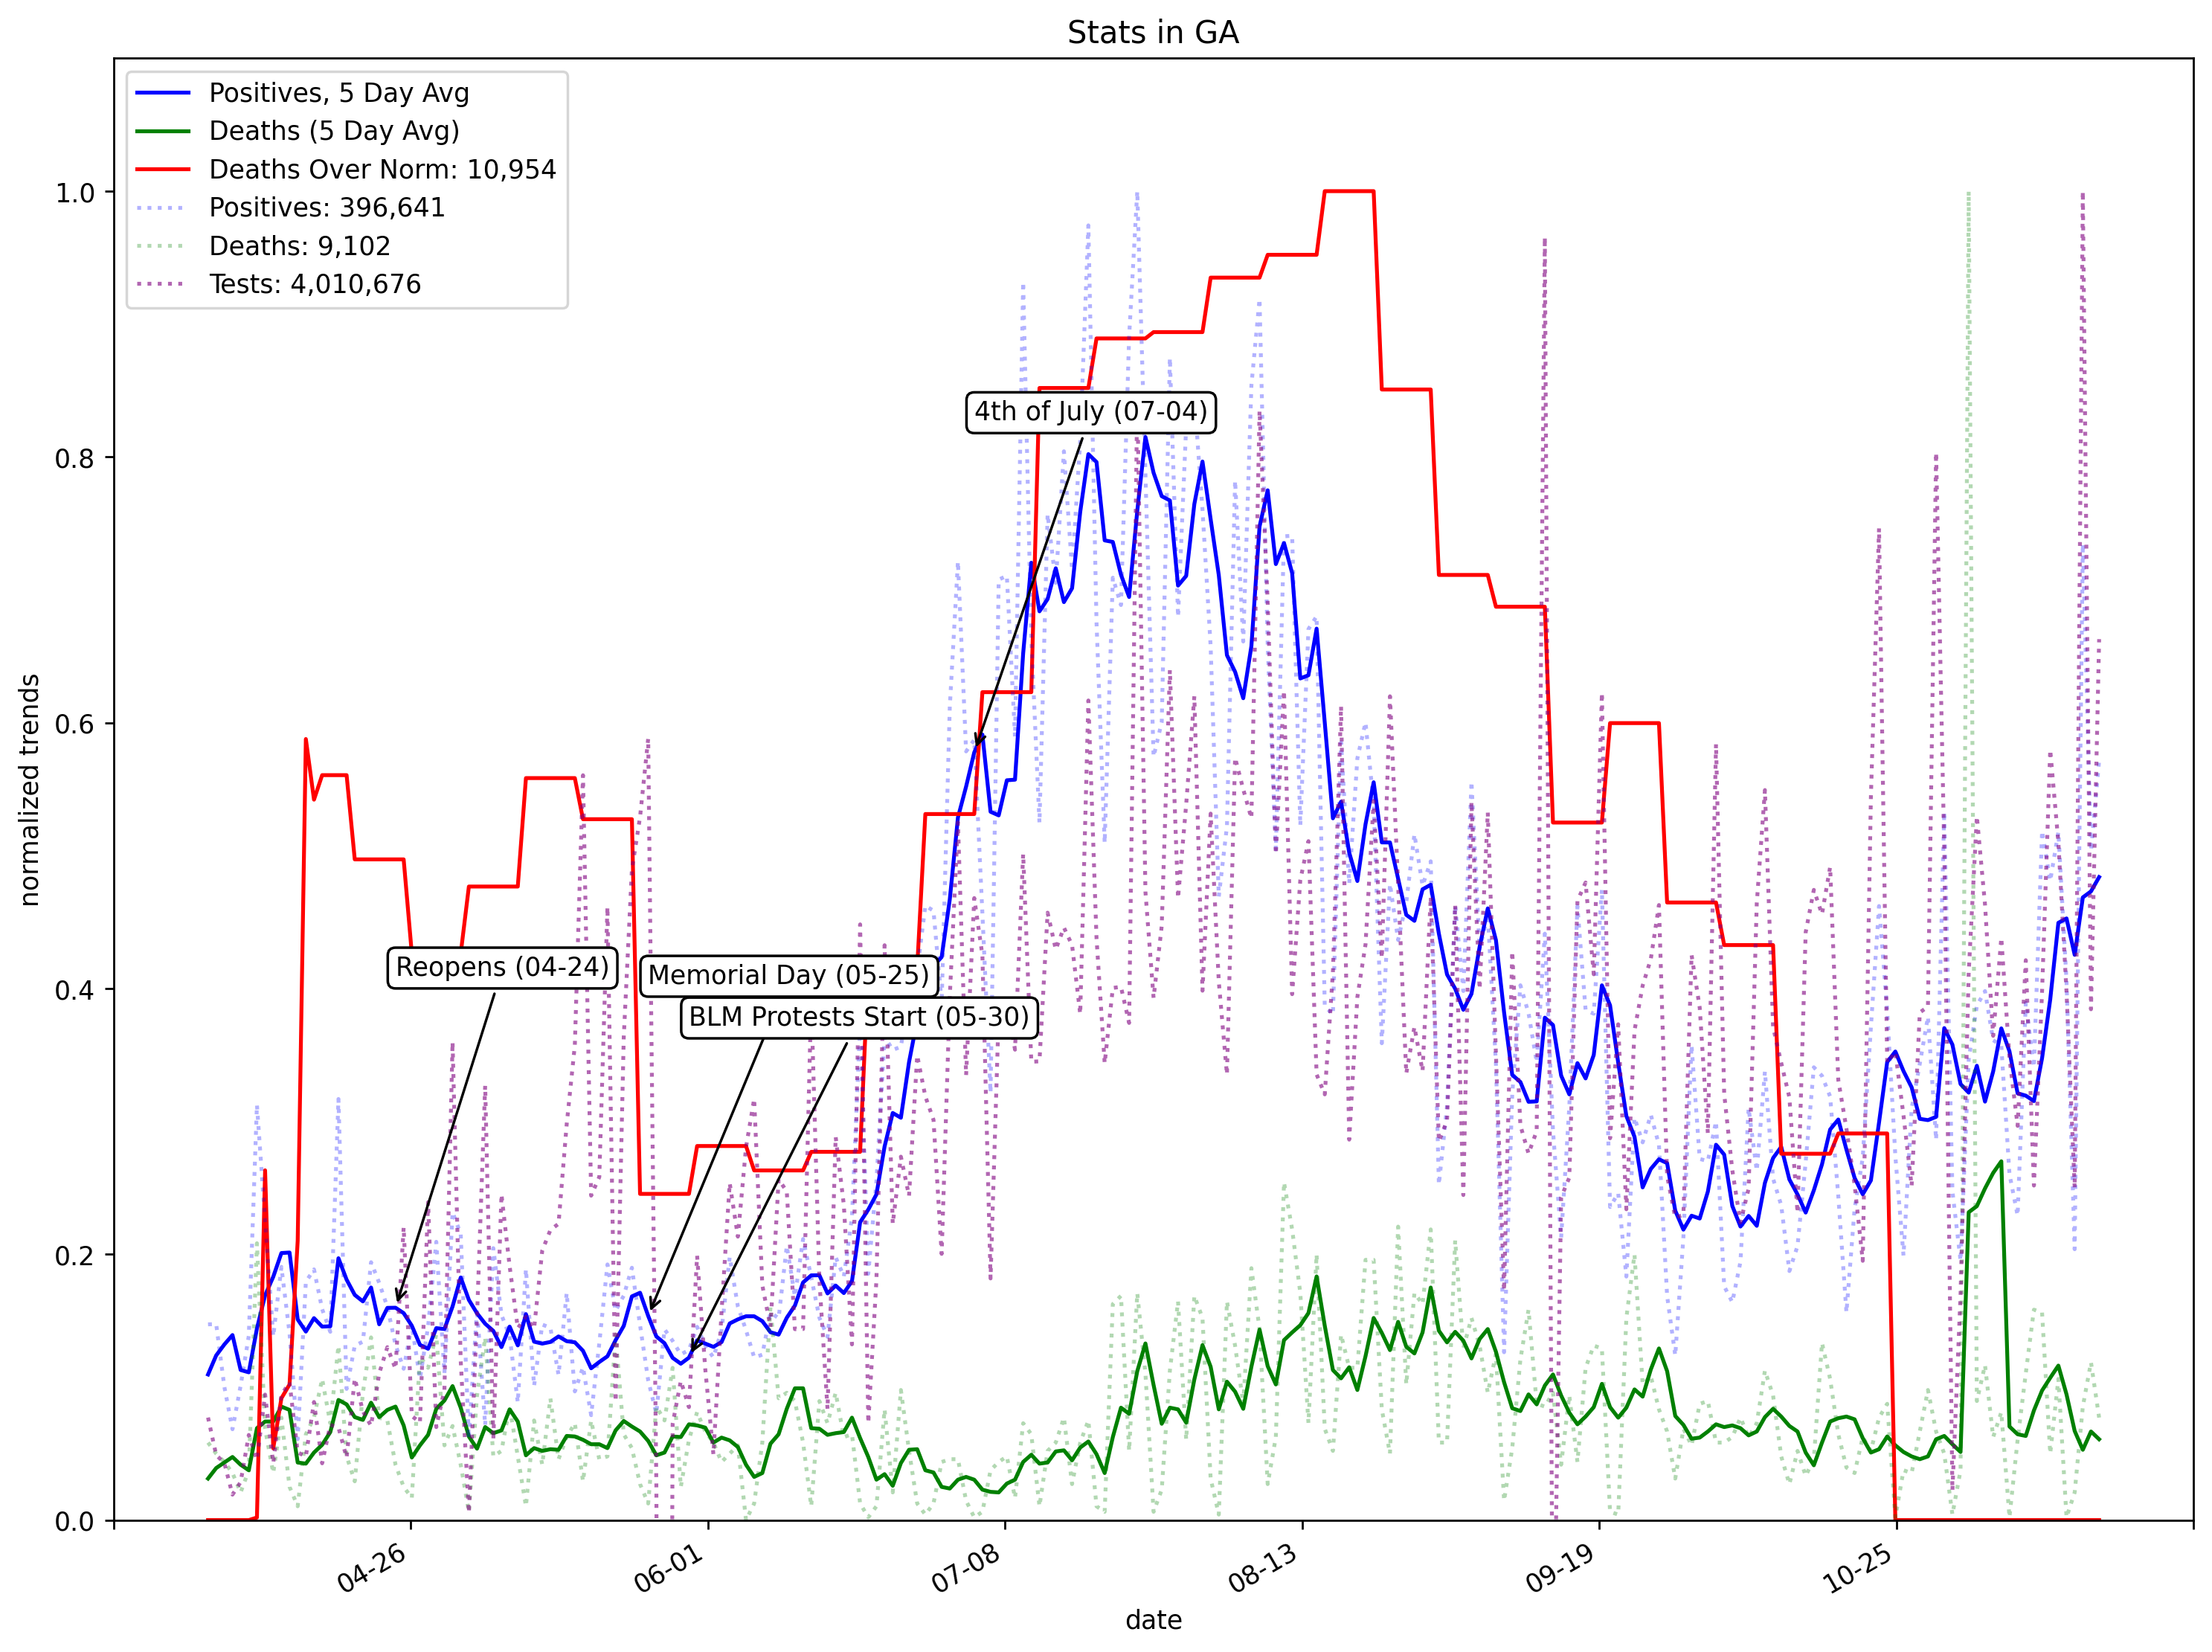 Stats in GA
Positives, 5 Day Avg
Deaths (5 Day Avg)
Deaths Over Norm: 10,954
Positives: 396,641
Deaths: 9,102
Tests: 4,010,676
1.0
0.8
0.6
0.4
0.2
0.0
normalized trends
4th of July (07-04)
Reopens (04-24)
Memorial Day (05-25)
BLM Protests Start (05-30)
04-26
06-01
07-08
08-13
09-19
10-25
date